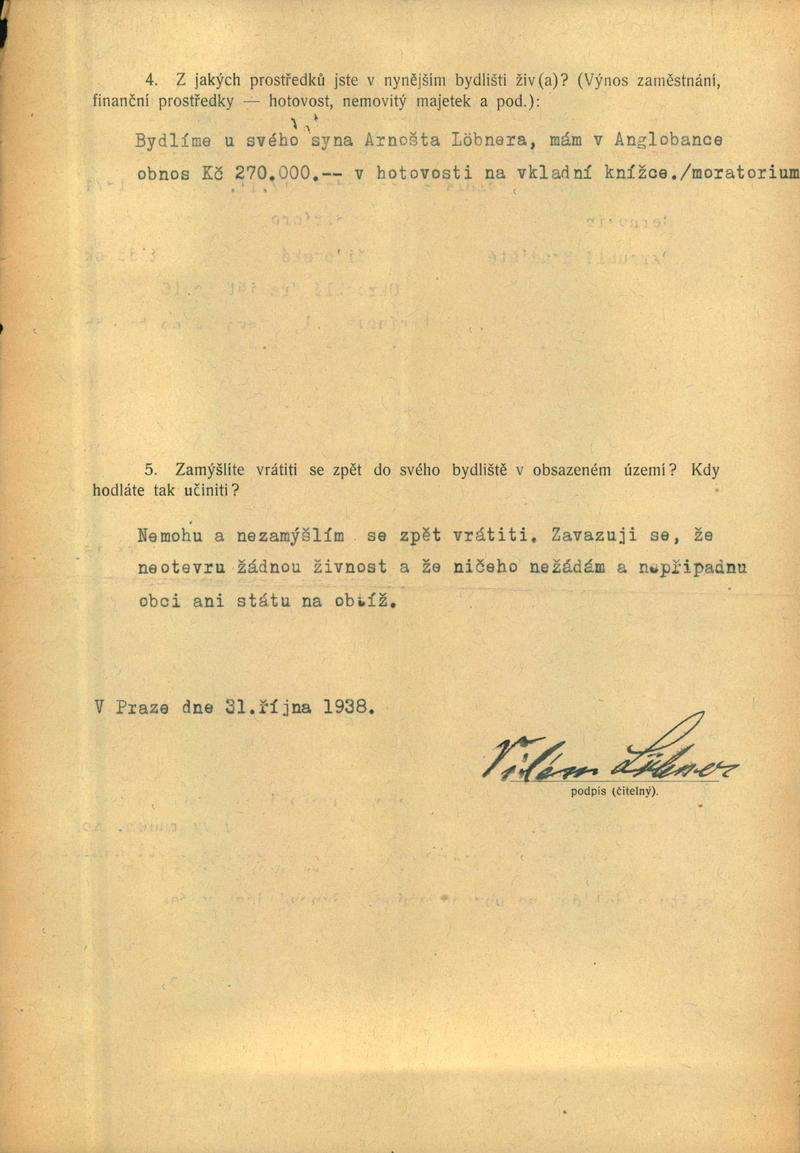 4. Z jakých prostředků jste v nynějším bydlišti živ(a)? (Výnos zaměstnání,
finanční prostředky — hotovost, nemovitý majetek a pod.):
Bydlíme u svého syna Arnošta Löbnera, mám v Anglobance
obnos Kč 270.000.-- v hotovosti na vkladní knížce./moratorium
5. Zamýšlíte vrátiti se zpět do svého bydliště v obsazeném území? Kdy
hodláte tak učiniti?
Nemohu a nezamýšlím se zpět vrátiti. Zavazuji se, že
neotevru žádnou živnost a že ničeho nežádám a nepřipadnu
obci ani státu na obtíž.
V Praze dne 31.října 1938.
Vilém Löbner
podpis (čitelný).